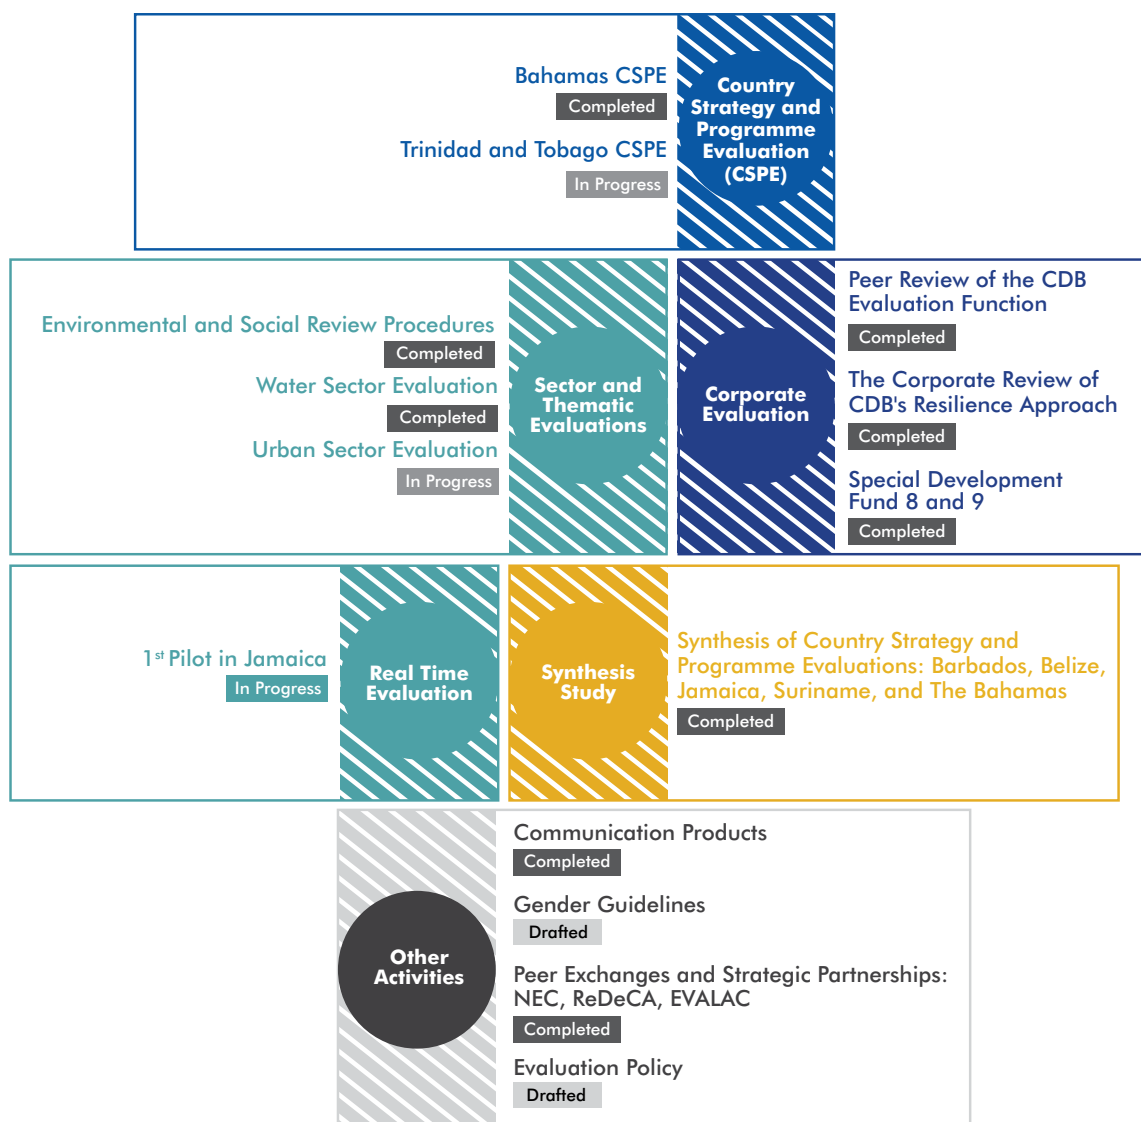 Bahamas CSPE
Completed
Trinidad and Tobago CSPE
In Progress
Country
Strategy and
Programme
Evaluation
(CSPE)
Environmental and Social Review Procedures
Completed
Water Sector Evaluation
Completed
Urban Sector Evaluation
In Progress
Sector and
Thematic
Evaluations
Corporate
Evaluation
Peer Review of the CDB
Evaluation Function
Completed
The Corporate Review of
CDB's Resilience Approach
Completed
Special Development
Fund 8 and 9
Completed
1st Pilot in Jamaica
In Progress
Real Time
Evaluation
Synthesis
Study
Synthesis of Country Strategy and
Programme Evaluations: Barbados, Belize,
Jamaica, Suriname, and The Bahamas
Completed
Other
Activities
Communication Products
Completed
Gender Guidelines
Drafted
Peer Exchanges and Strategic Partnerships:
NEC, ReDeCA, EVALAC
Completed
Evaluation Policy
Drafted